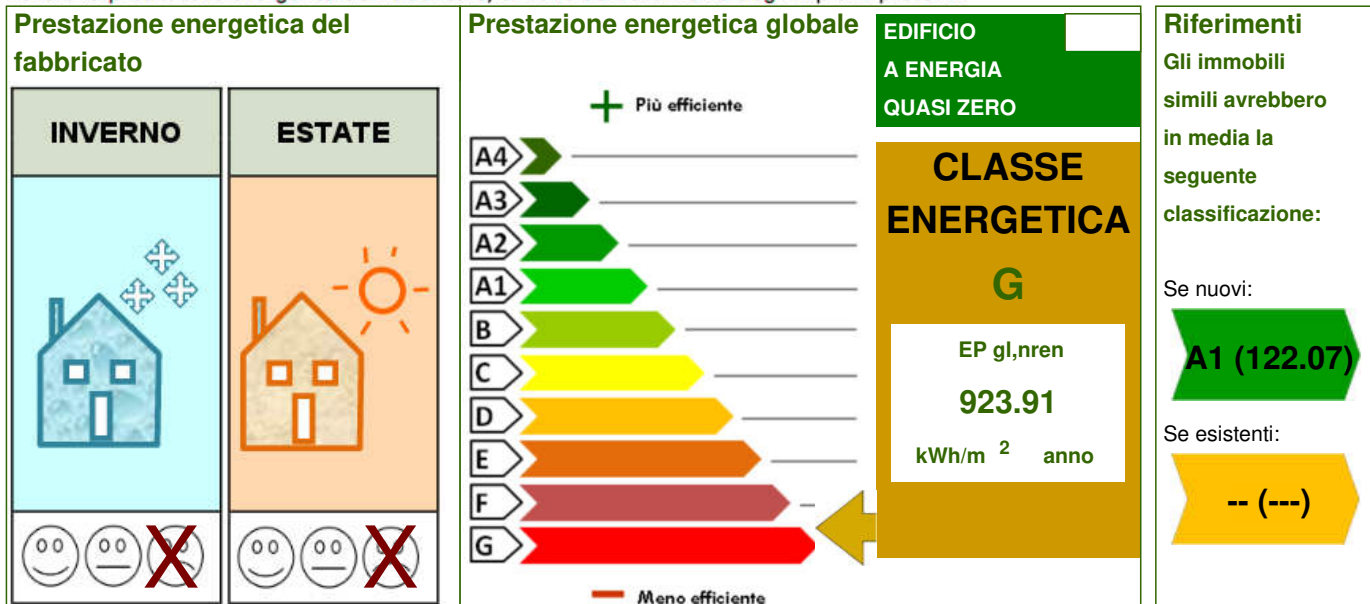 Prestazione energetica del
fabbricato
INVERNO
ESTATE
X
X
Prestazione energetica globale
+ Più efficiente
A4
A3
A2
A1
B
C
D
E
F
G
Meno efficiente
EDIFICIO
A ENERGIA
QUASI ZERO
CLASSE
ENERGETICA
G
EP gl,nren
923.91
kWh/m 2 anno
Riferimenti
Gli immobili
simili avrebbero
in media la
seguente
classificazione:
Se nuovi:
A1 (122.07)
Se esistenti:
-- (---)